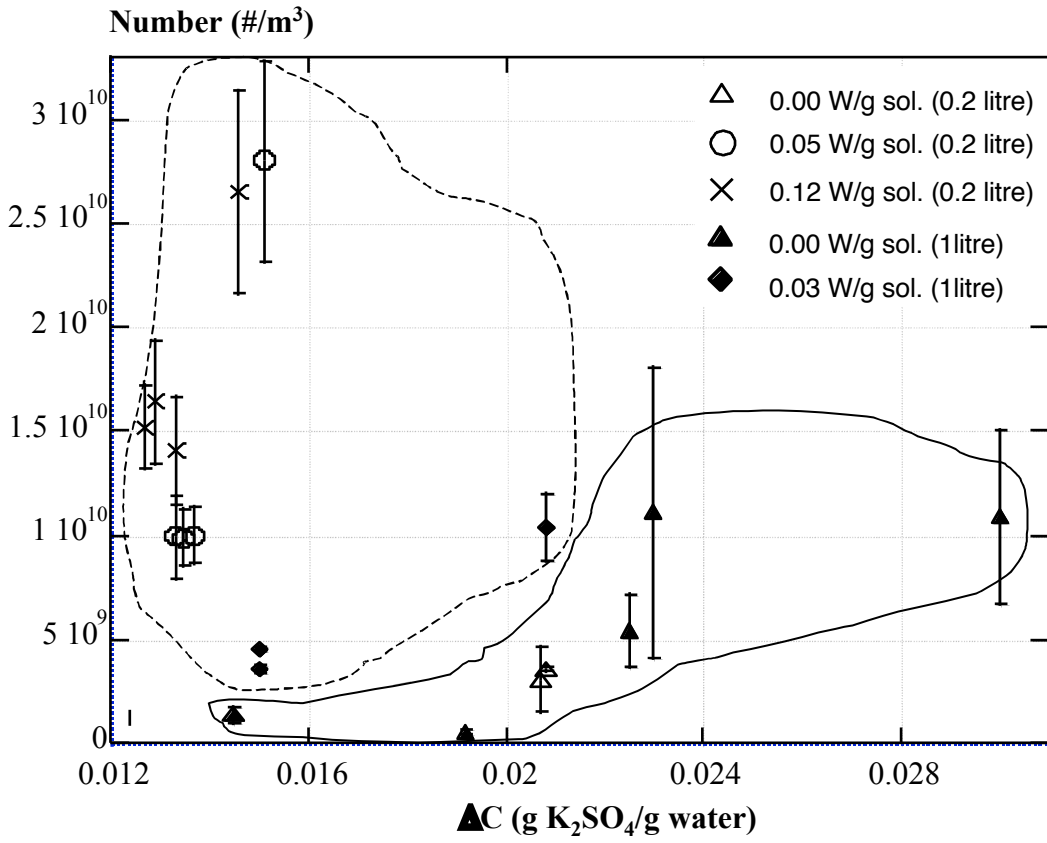 Number (#/m³)
3 10¹⁰
2.5 10¹⁰
2 10¹⁰
1.5 10¹⁰
1 10¹⁰
5 10⁹
0
0.00 W/g sol. (0.2 litre)
0.05 W/g sol. (0.2 litre)
0.12 W/g sol. (0.2 litre)
0.00 W/g sol. (1litre)
0.03 W/g sol. (1litre)
0.012 0.016 0.02 0.024 0.028
ΔC (g K₂SO₄/g water)